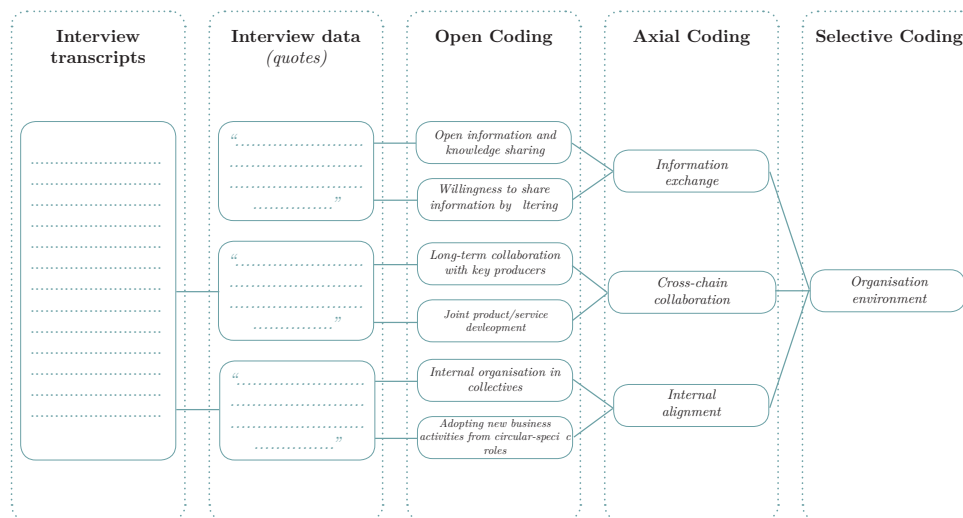 Interview
transcripts
Interview data
(quotes)
Open Coding
Axial Coding
Selective Coding
“......................
......................
......................
..............”
“......................
......................
......................
..............”
“......................
......................
......................
..............”
Open information and
knowledge sharing
Willingness to share
information by ltering
Long-term collaboration
with key producers
Joint product/service
devleopment
Internal organisation in
collectives
Adopting new business
activities from circular-speci c
roles
Information
exchange
Cross-chain
collaboration
Internal
alignment
Organisation
environment